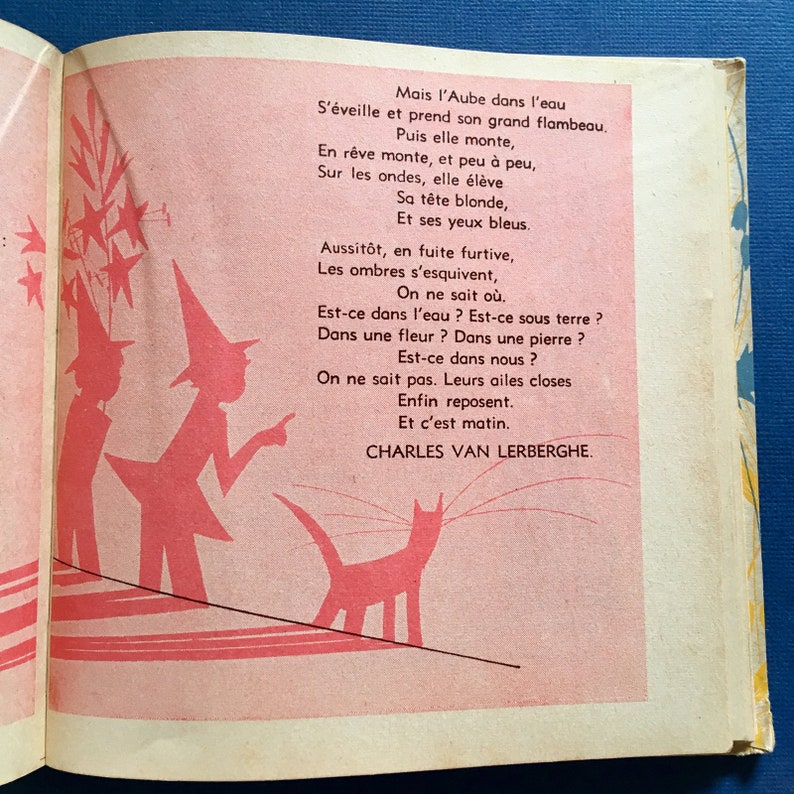 :
Mais l'Aube dans l'eau
S'éveille et prend son grand flambeau.
Puis elle monte,
En rêve monte, et peu à peu,
Sur les ondes, elle élève
Sa tête blonde,
Et ses yeux bleus.
Aussitôt, en fuite furtive,
Les ombres s'esquivent,
On ne sait où.
Est-ce dans l'eau ? Est-ce sous terre ?
Dans une fleur ? Dans une pierre ?
Est-ce dans nous ?
On ne sait pas. Leurs ailes closes
Enfin reposent.
Et c'est matin.
CHARLES VAN LERBERGHE.